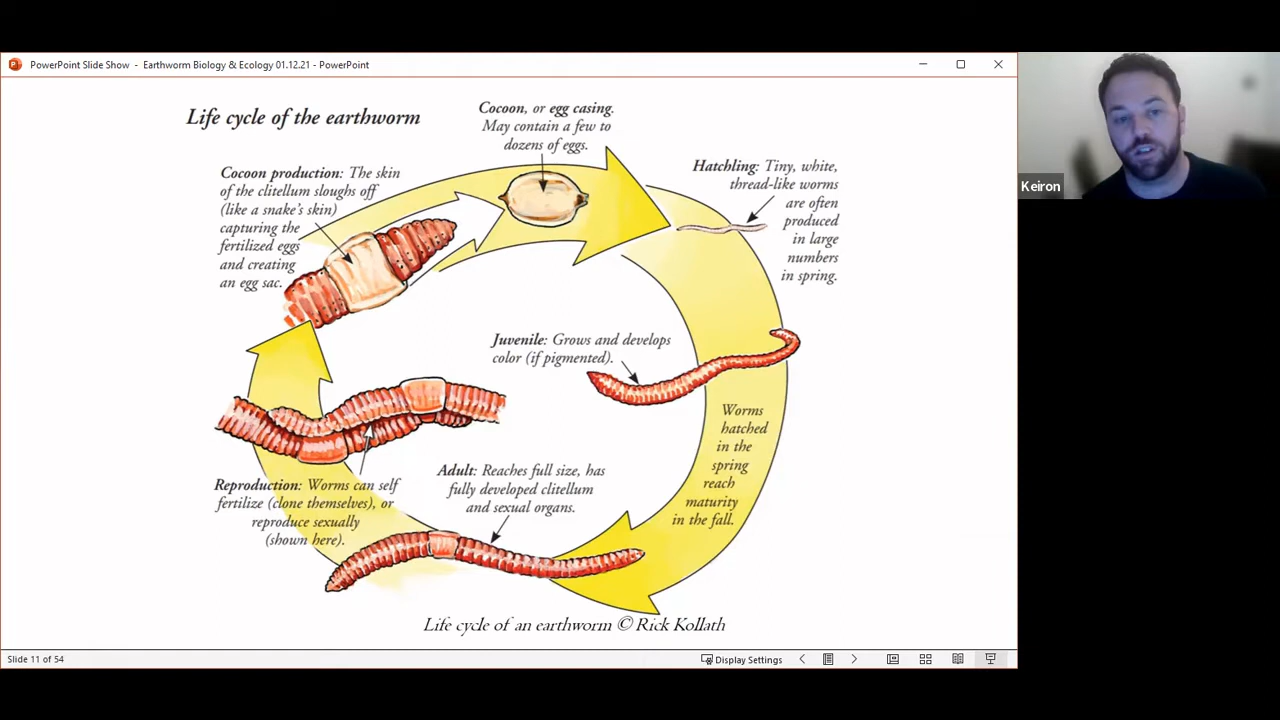 PowerPoint Slide Show - Earthworm Biology & Ecology 01.12.21 - PowerPoint
Life cycle of the earthworm
Cocoon, or egg casing.
May contain a few to
dozens of eggs.
Cocoon production: The skin
of the clitellum sloughs off
(like a snake's skin)
capturing the
fertilized eggs
and creating
an egg sac.
Hatchling: Tiny, white,
thread-like worms
are often
produced
in large
numbers
in spring.
Keiron
Juvenile: Grows and develops
color (if pigmented).
Worms
hatched
in the
spring
reach
maturity
in the fall.
Adult: Reaches full size, has
fully developed clitellum
and sexual organs.
Reproduction: Worms can self
fertilize (clone themselves), or
reproduce sexually
(shown here).
Life cycle of an earthworm © Rick Kollath
Slide 11 of 54
Display Settings